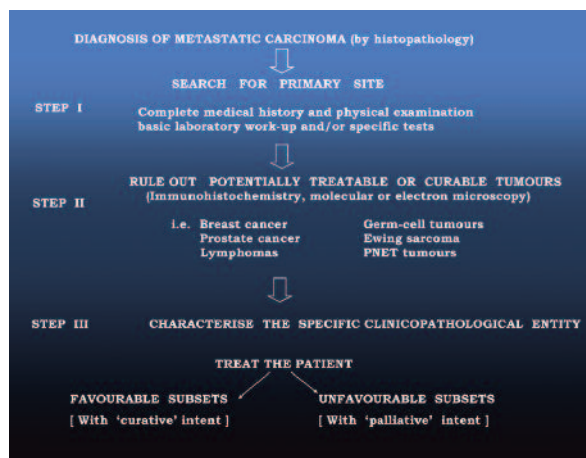 DIAGNOSIS OF METASTATIC CARCINOMA (by histopathology)
SEARCH FOR PRIMARY SITE
STEP I
Complete medical history and physical examination
basic laboratory work-up and/or specific tests
RULE OUT POTENTIALLY TREATABLE OR CURABLE TUMOURS
STEP II
(Immunohistochemistry, molecular or electron microscopy)
i.e. Breast cancer Germ-cell tumours
Prostate cancer Ewing sarcoma
Lymphomas PNET tumours
STEP III CHARACTERISE THE SPECIFIC CLINICOPATHOLOGICAL ENTITY
TREAT THE PATIENT
FAVOURABLE SUBSETS UNFAVOURABLE SUBSETS
[ With ‘curative’ intent ] [ With ‘palliative’ intent ]